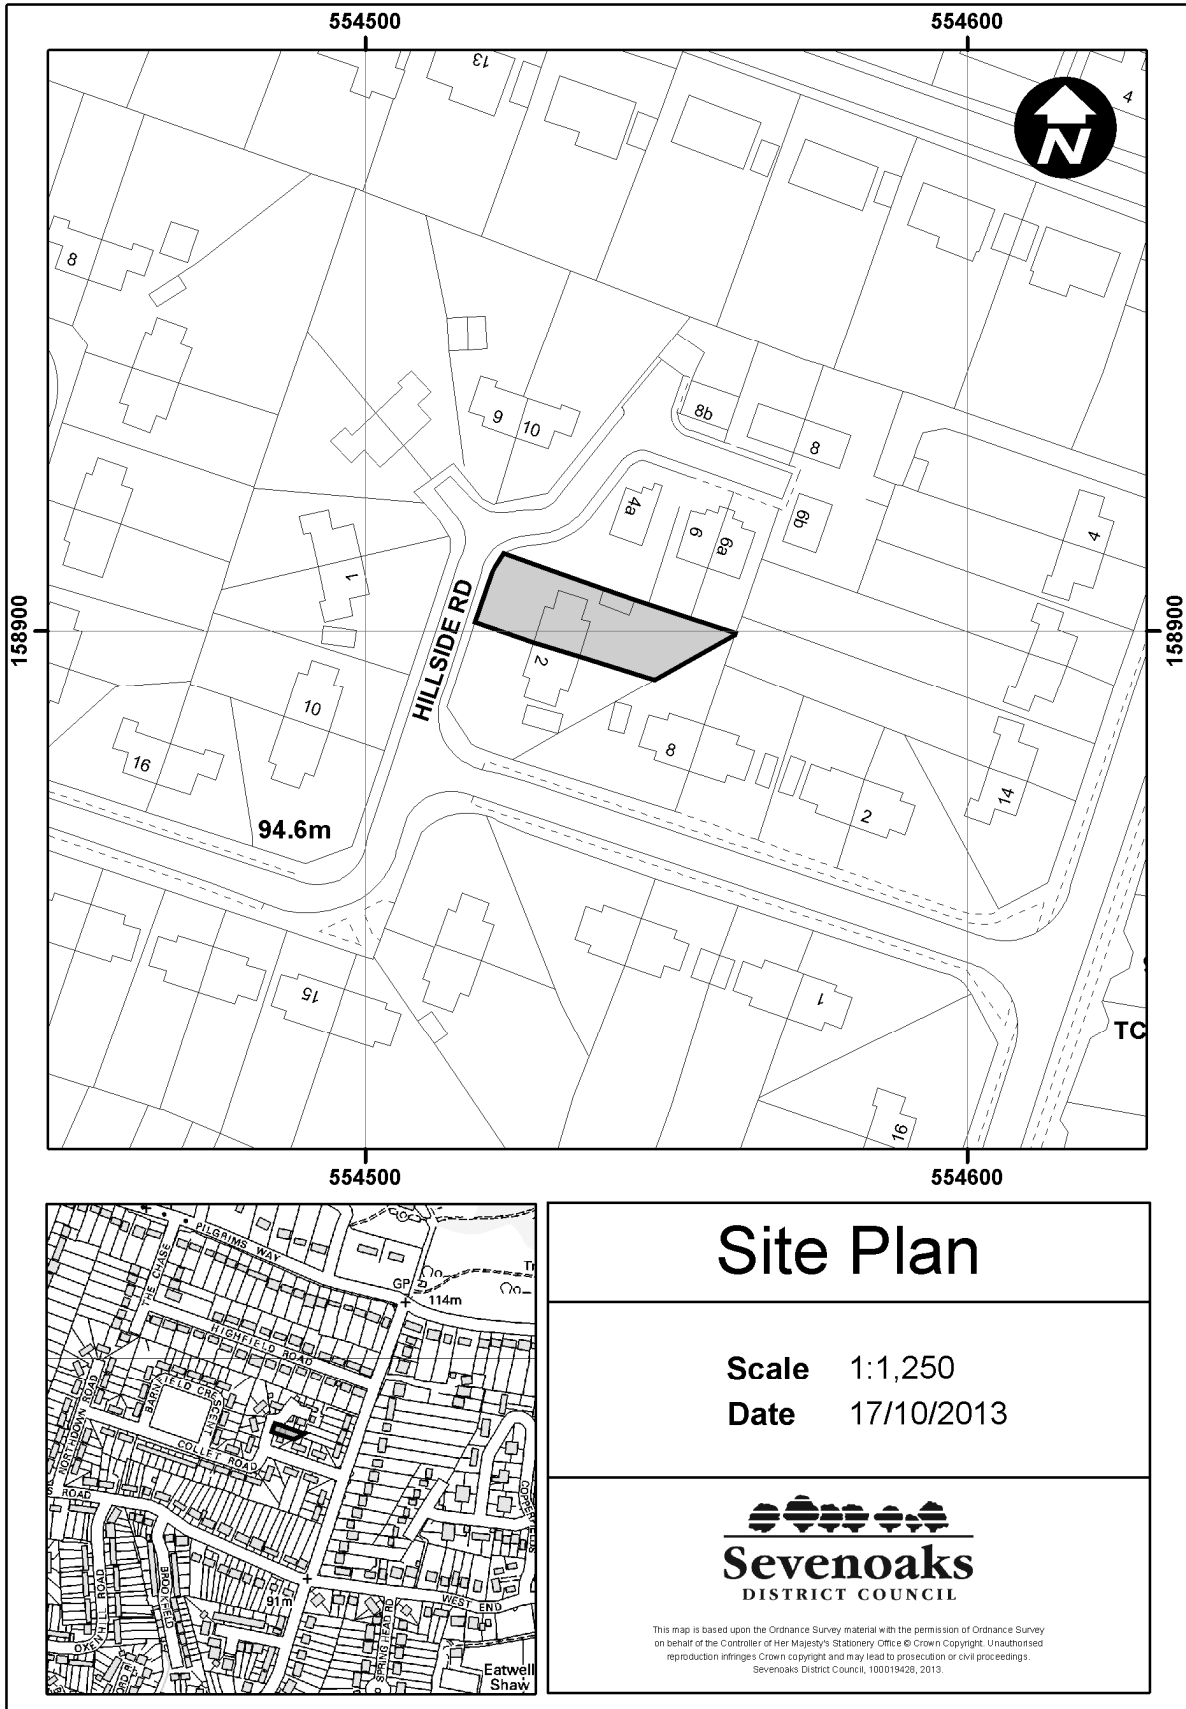 554500
554600
13
4
N
8
9
10
8b
8
4a
6
6a
6b
4
1
158900
158900
HILLSIDE RD
2
10
8
16
2
14
94.6m
15
1
TC
16
554500
554600
PILGRIMS WAY
THE CHASE
GP
114m
HIGHFIELD ROAD
BARNFIELD CRESCENT
NORTHDOWN ROAD
COLLET ROAD
S ROAD
COPPERFIELDS
BROOKFIELD
OXENHILL ROAD
91m
WEST END
SPRING HEAD RD
Eatwell
Shaw
Site Plan
Scale 1:1,250
Date 17/10/2013
Sevenoaks
DISTRICT COUNCIL
This map is based upon the Ordnance Survey material with the permission of Ordnance Survey
on behalf of the Controller of Her Majesty's Stationery Office © Crown Copyright. Unauthorised
reproduction infringes Crown copyright and may lead to prosecution or civil proceedings.
Sevenoaks District Council, 100019428, 2013.